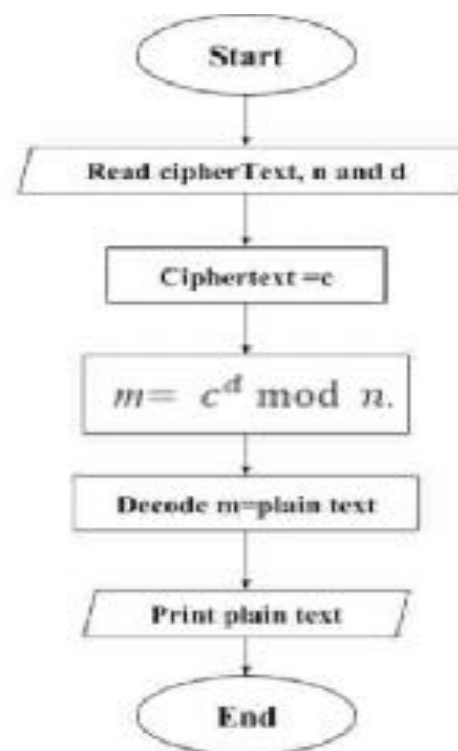 Start
Read cipherText, n and d
Ciphertext =c
m= c^d mod n.
Decode m=plain text
Print plain text
End